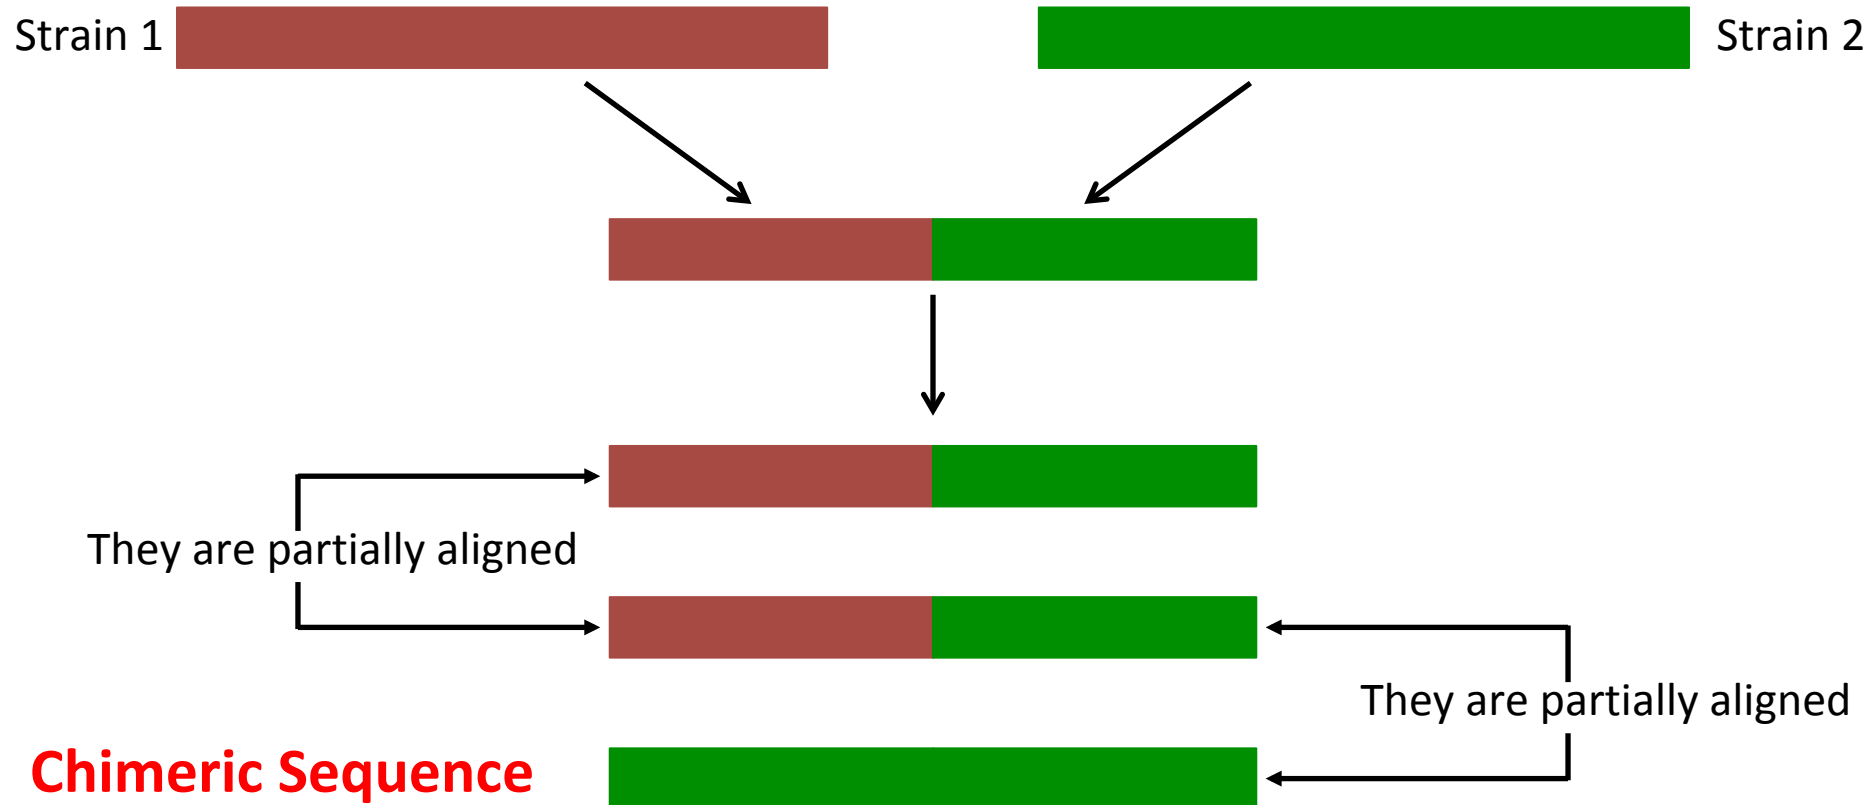 Strain 1
Strain 2
They are partially aligned
They are partially aligned
Chimeric Sequence